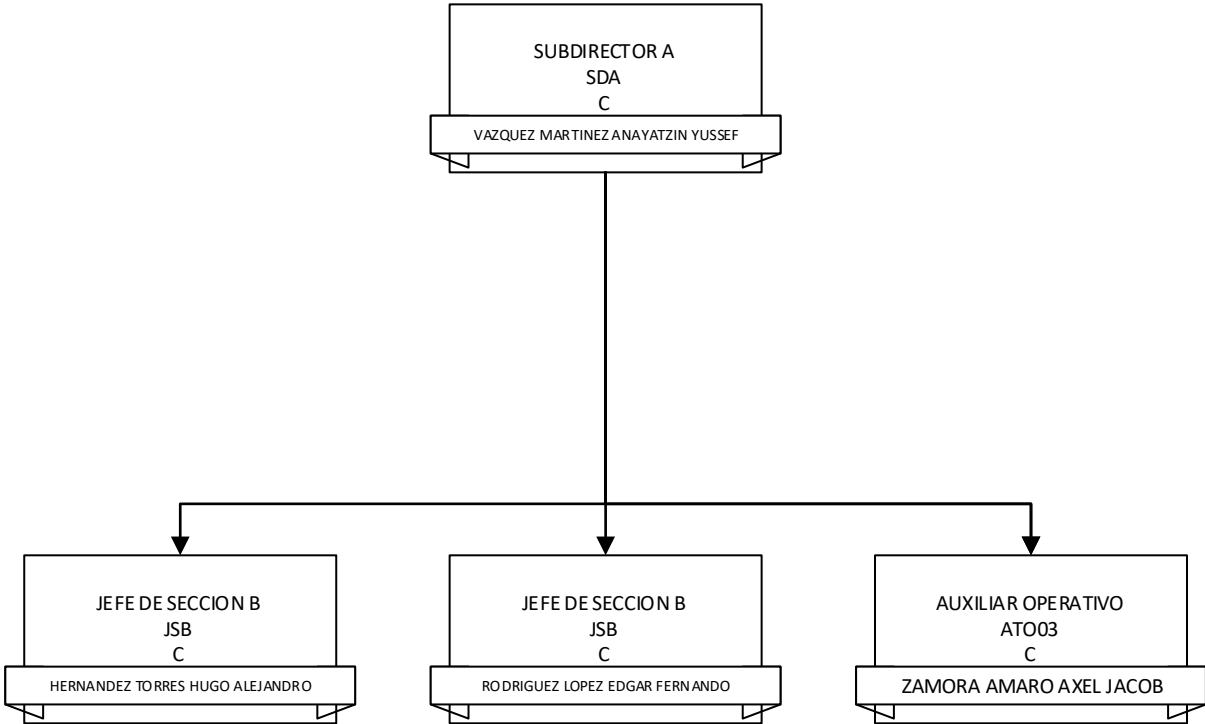 SUBDIRECTOR A
SDA
C
VAZQUEZ MARTINEZ ANAYATZIN YUSSEF
JEFE DE SECCION B
JSB
C
HERNANDEZ TORRES HUGO ALEJANDRO
JEFE DE SECCION B
JSB
C
RODRIGUEZ LOPEZ EDGAR FERNANDO
AUXILIAR OPERATIVO
ATO03
C
ZAMORA AMARO AXEL JACOB